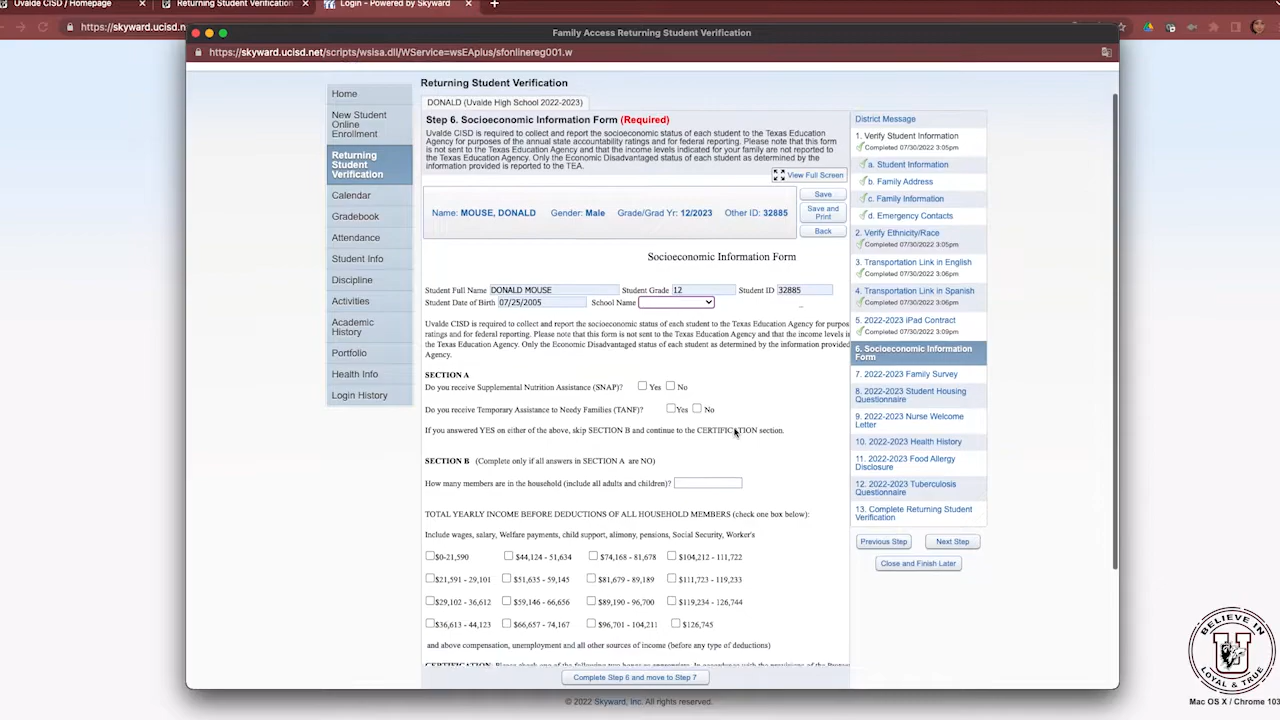 Uvalde CISD / Homepage
Returning Student Verification
Login - Powered by Skyward
https://skyward.ucisd.n
Family Access Returning Student Verification
https://skyward.ucisd.net/scripts/wsisa.dll/WService=wsEAplus/sfonlinereg001.w
Home
New Student
Online
Enrollment
Returning
Student
Verification
Calendar
Gradebook
Attendance
Student Info
Discipline
Activities
Academic
History
Portfolio
Health Info
Login History
Returning Student Verification
DONALD (Uvalde High School 2022-2023)
Step 6. Socioeconomic Information Form (Required)
Uvalde CISD is required to collect and report the socioeconomic status of each student to the Texas Education
Agency for purposes of the annual state accountability ratings and for federal reporting. Please note that this form
is not sent to the Texas Education Agency and that the income levels indicated for your family are not reported to
the Texas Education Agency. Only the Economic Disadvantaged status of each student as determined by the
information provided is reported to the TEA.
View Full Screen
Name: MOUSE, DONALD Gender: Male Grade/Grad Yr: 12/2023 Other ID: 32885
Save
Save and
Print
Back
Socioeconomic Information Form
Student Full Name DONALD MOUSE Student Grade 12 Student ID 32885
Student Date of Birth 07/25/2005 School Name
Uvalde CISD is required to collect and report the socioeconomic status of each student to the Texas Education Agency for purpos
ratings and for federal reporting. Please note that this form is not sent to the Texas Education Agency and that the income levels i
the Texas Education Agency. Only the Economic Disadvantaged status of each student as determined by the information provided
Agency.
SECTION A
Do you receive Supplemental Nutrition Assistance (SNAP)? Yes No
Do you receive Temporary Assistance to Needy Families (TANF)? Yes No
If you answered YES on either of the above, skip SECTION B and continue to the CERTIFICATION section.
SECTION B (Complete only if all answers in SECTION A are NO)
How many members are in the household (include all adults and children)?
TOTAL YEARLY INCOME BEFORE DEDUCTIONS OF ALL HOUSEHOLD MEMBERS (check one box below):
Include wages, salary, Welfare payments, child support, alimony, pensions, Social Security, Worker's
$0-21,590 $44,124 - 51,634 $74,168 - 81,678 $104,212 - 111,722
$21,591 - 29,101 $51,635 - 59,145 $81,679 - 89,189 $111,723 - 119,233
$29,102 - 36,612 $59,146 - 66,656 $89,190 - 96,700 $119,234 - 126,744
$36,613 - 44,123 $66,657 - 74,167 $96,701 - 104,211 $126,745
and above compensation, unemployment and all other sources of income (before any type of deductions)
Complete Step 6 and move to Step 7
District Message
1. Verify Student Information
Completed 07/30/2022 3:05pm
a. Student Information
b. Family Address
c. Family Information
d. Emergency Contacts
2. Verify Ethnicity/Race
Completed 07/30/2022 3:05pm
3. Transportation Link in English
Completed 07/30/2022 3:06pm
4. Transportation Link in Spanish
Completed 07/30/2022 3:06pm
5. 2022-2023 iPad Contract
Completed 07/30/2022 3:09pm
6. Socioeconomic Information
Form
7. 2022-2023 Family Survey
8. 2022-2023 Student Housing
Questionnaire
9. 2022-2023 Nurse Welcome
Letter
10. 2022-2023 Health History
11. 2022-2023 Food Allergy
Disclosure
12. 2022-2023 Tuberculosis
Questionnaire
13. Complete Returning Student
Verification
Previous Step
Next Step
Close and Finish Later
BELIEVE IN
U
LOYAL & TRUE
© 2022 Skyward, Inc. All rights reserved.
Mac OS X / Chrome 103